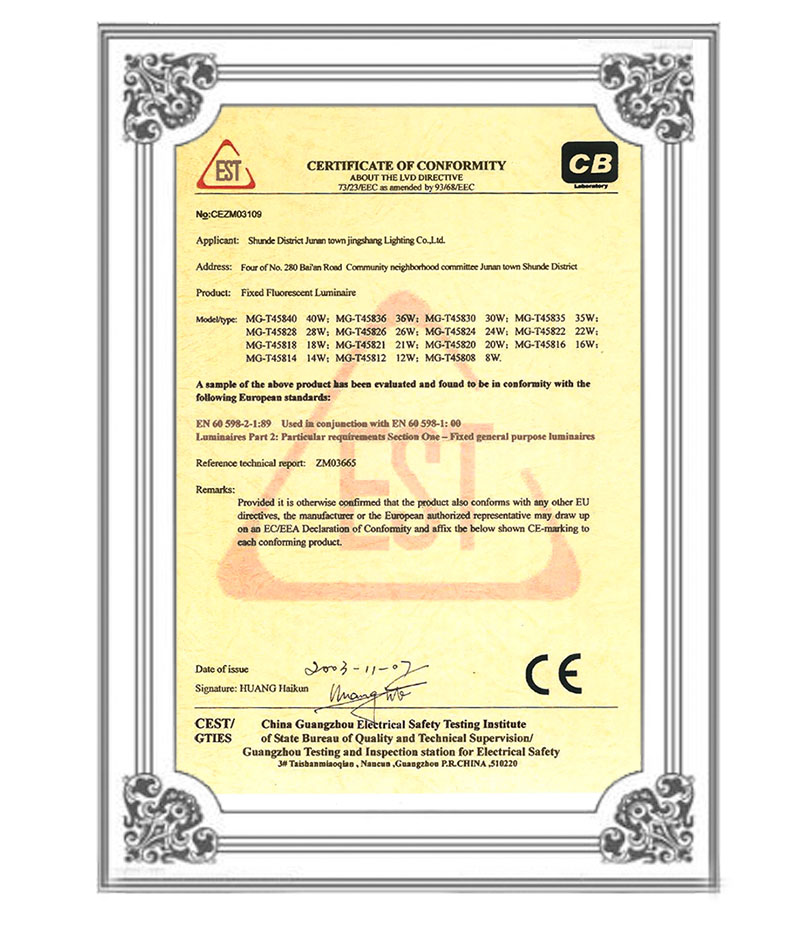 EST
CERTIFICATE OF CONFORMITY
ABOUT THE LVD DIRECTIVE
73/23/EEC as amended by 93/68/EEC
CB
Laboratory
No:CEZM03109
Applicant: Shunde District Junan town jingshang Lighting Co.,Ltd.
Address: Four of No. 280 Bai'an Road Community neighborhood committee Junan town Shunde District
Product: Fixed Fluorescent Luminaire
Model/type: MG-T45840 40W; MG-T45836 36W; MG-T45830 30W; MG-T45835 35W;
MG-T45828 28W; MG-T45826 26W; MG-T45824 24W; MG-T45822 22W;
MG-T45818 18W; MG-T45821 21W; MG-T45820 20W; MG-T45816 16W;
MG-T45814 14W; MG-T45812 12W; MG-T45808 8W.
A sample of the above product has been evaluated and found to be in conformity with the
following European standards:
EN 60 598-2-1:89 Used in conjunction with EN 60 598-1: 00
Luminaires Part 2: Particular requirements Section One – Fixed general purpose luminaires
Reference technical report: ZM03665
Remarks:
Provided it is otherwise confirmed that the product also conforms with any other EU
directives, the manufacturer or the European authorized representative may draw up
on an EC/EEA Declaration of Conformity and affix the below shown CE-marking to
each conforming product.
EST
Date of issue 2003-11-07
Signature: HUANG Haikun
CE
CEST/ China Guangzhou Electrical Safety Testing Institute
GTIES of State Bureau of Quality and Technical Supervision/
Guangzhou Testing and Inspection station for Electrical Safety
3# Taishanmiaoqian , Nancun ,Guangzhou P.R.CHINA ,510220